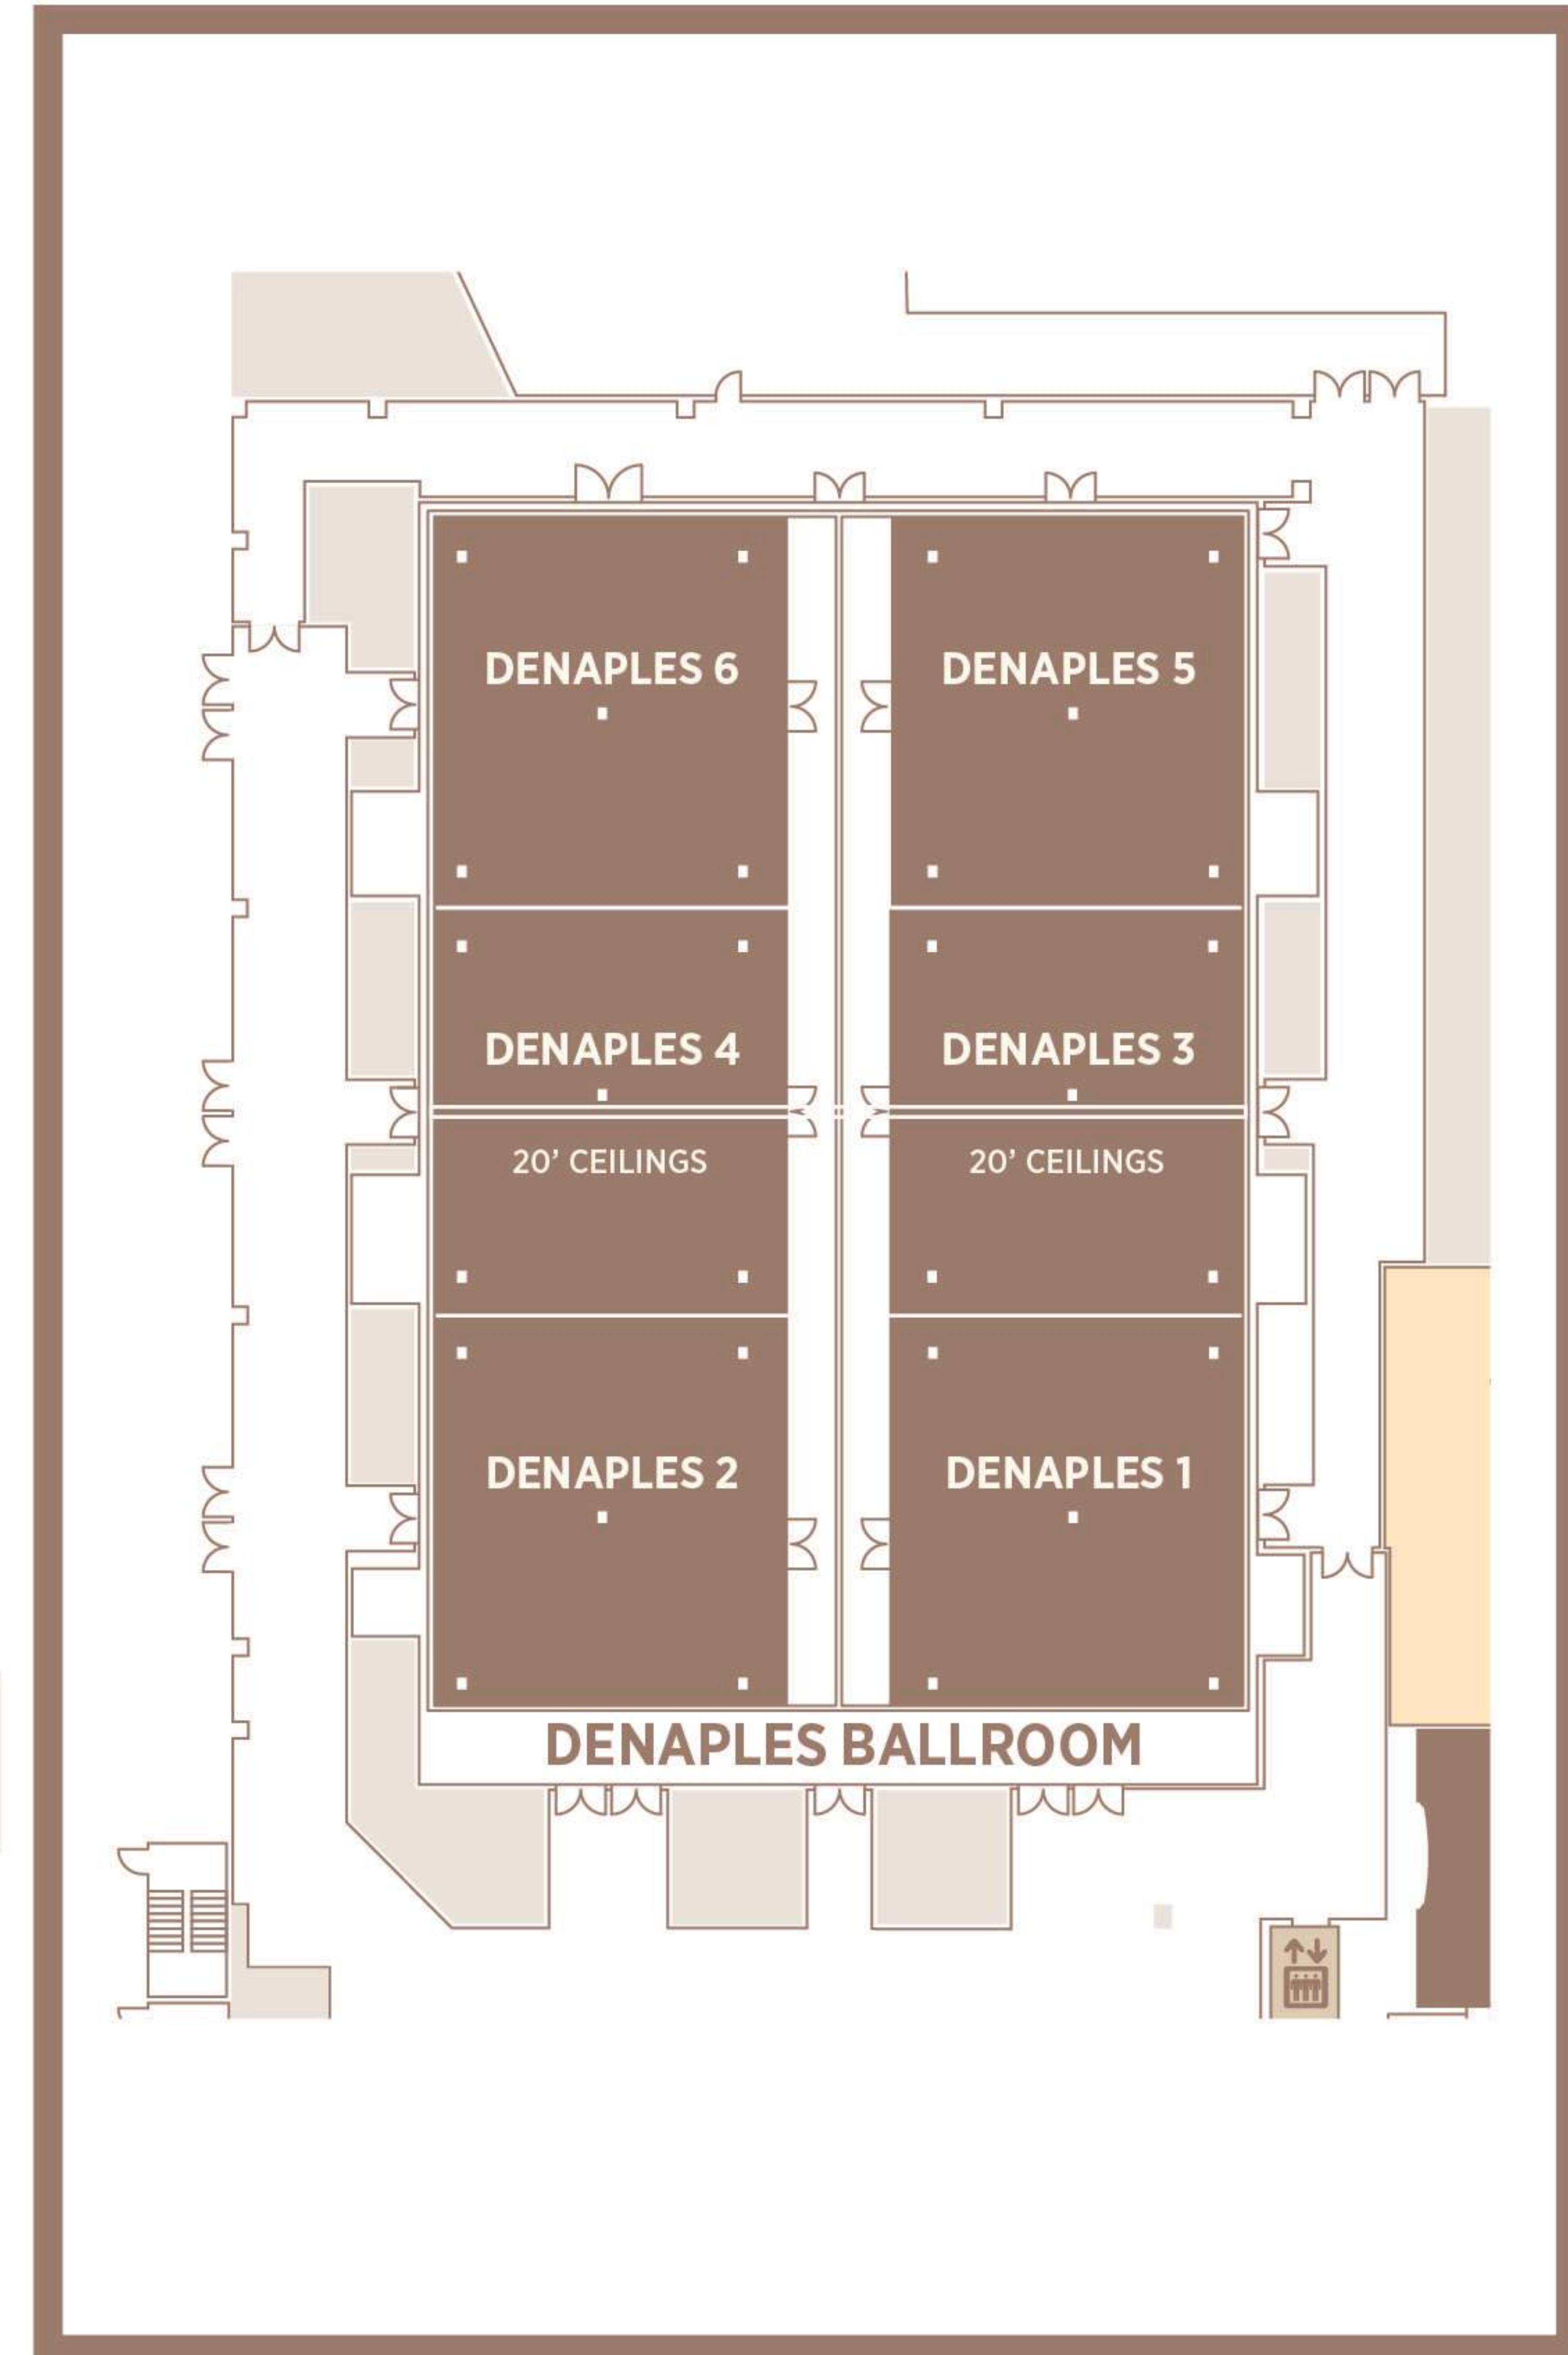 DENAPLES 6
DENAPLES 5
DENAPLES 4
DENAPLES 3
20’ CEILINGS
20’ CEILINGS
DENAPLES 2
DENAPLES 1
DENAPLES BALLROOM